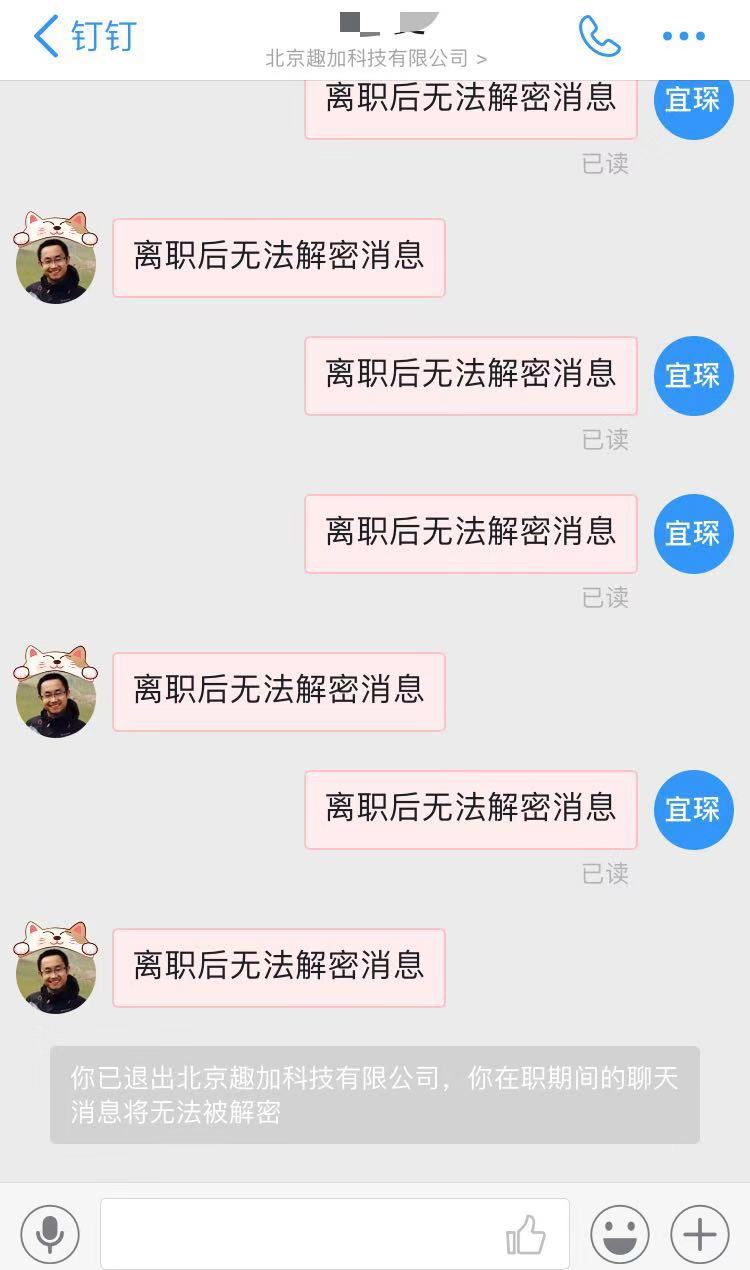 钉钉
北京趣加科技有限公司 >
离职后无法解密消息
宜琛
已读
离职后无法解密消息
离职后无法解密消息
宜琛
已读
离职后无法解密消息
宜琛
已读
离职后无法解密消息
离职后无法解密消息
宜琛
已读
离职后无法解密消息
你已退出北京趣加科技有限公司，你在职期间的聊天
消息将无法被解密